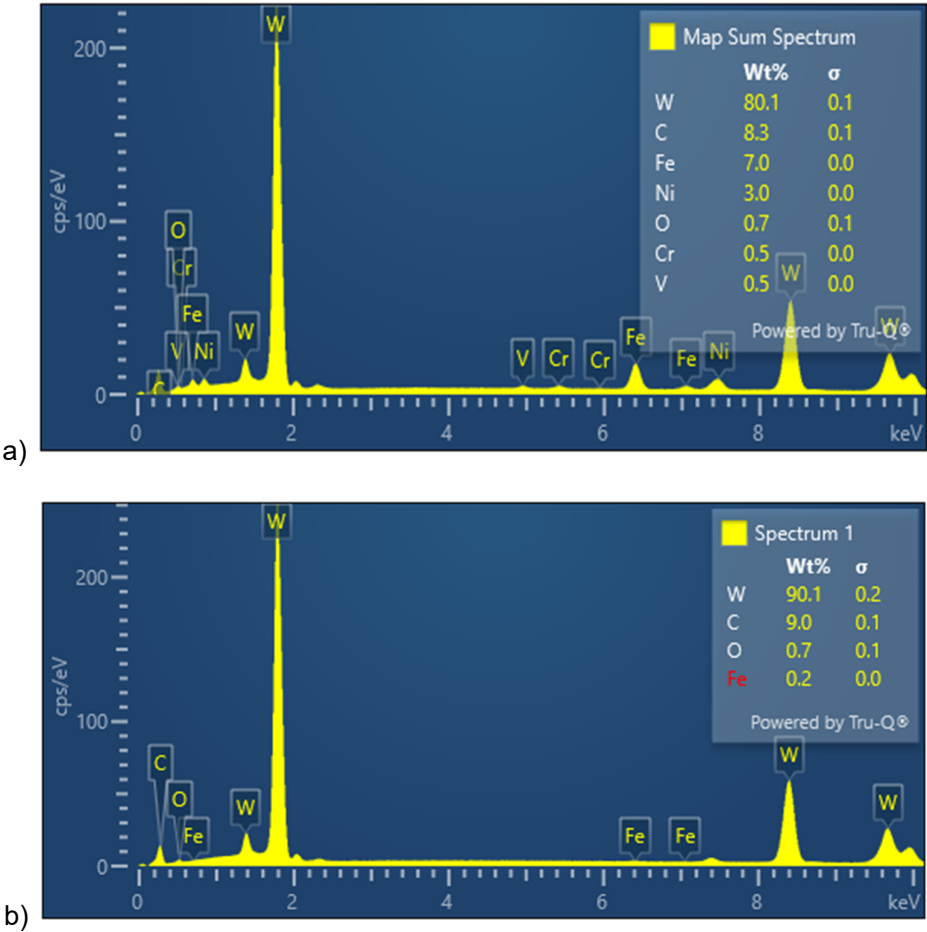 Map Sum Spectrum
Wt% σ
W 80.1 0.1
C 8.3 0.1
Fe 7.0 0.0
Ni 3.0 0.0
O 0.7 0.1
Cr 0.5 0.0
V 0.5 0.0
Powered by Tru-Q®
cps/eV
200
100
0
W
O
Cr
Fe
V Ni W
C
V Cr Cr Fe Fe Ni W W
0 2 4 6 8 keV
a)
Spectrum 1
Wt% σ
W 90.1 0.2
C 9.0 0.1
O 0.7 0.1
Fe 0.2 0.0
Powered by Tru-Q®
cps/eV
200
100
0
W
C
O
Fe W
Fe Fe W W
0 2 4 6 8 keV
b)